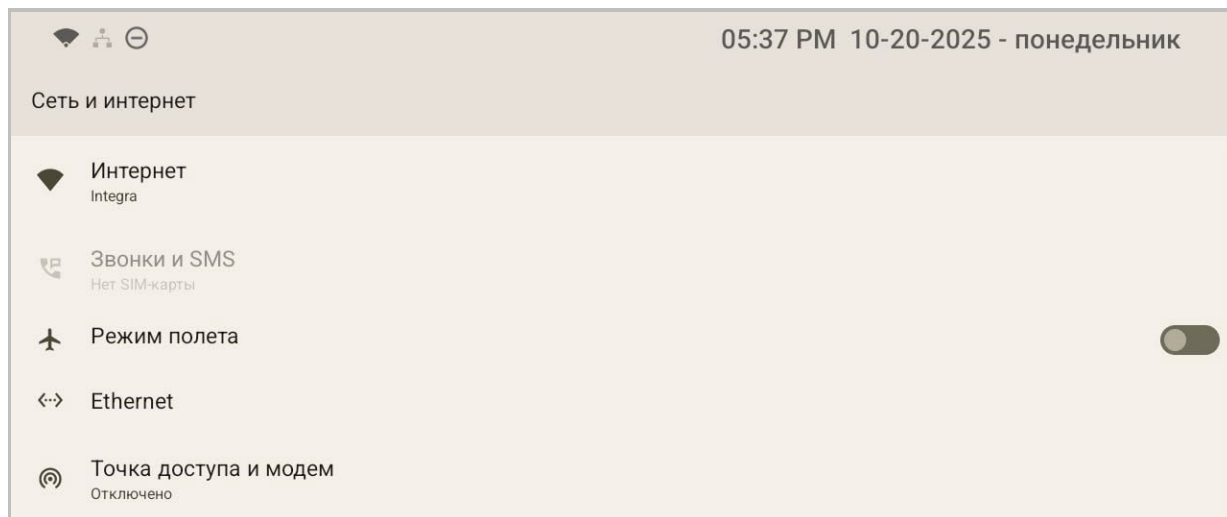 05:37 PM 10-20-2025 - понедельник
Сеть и интернет
Интернет
Integra
Звонки и SMS
Нет SIM-карты
Режим полета
Ethernet
Точка доступа и модем
Отключено